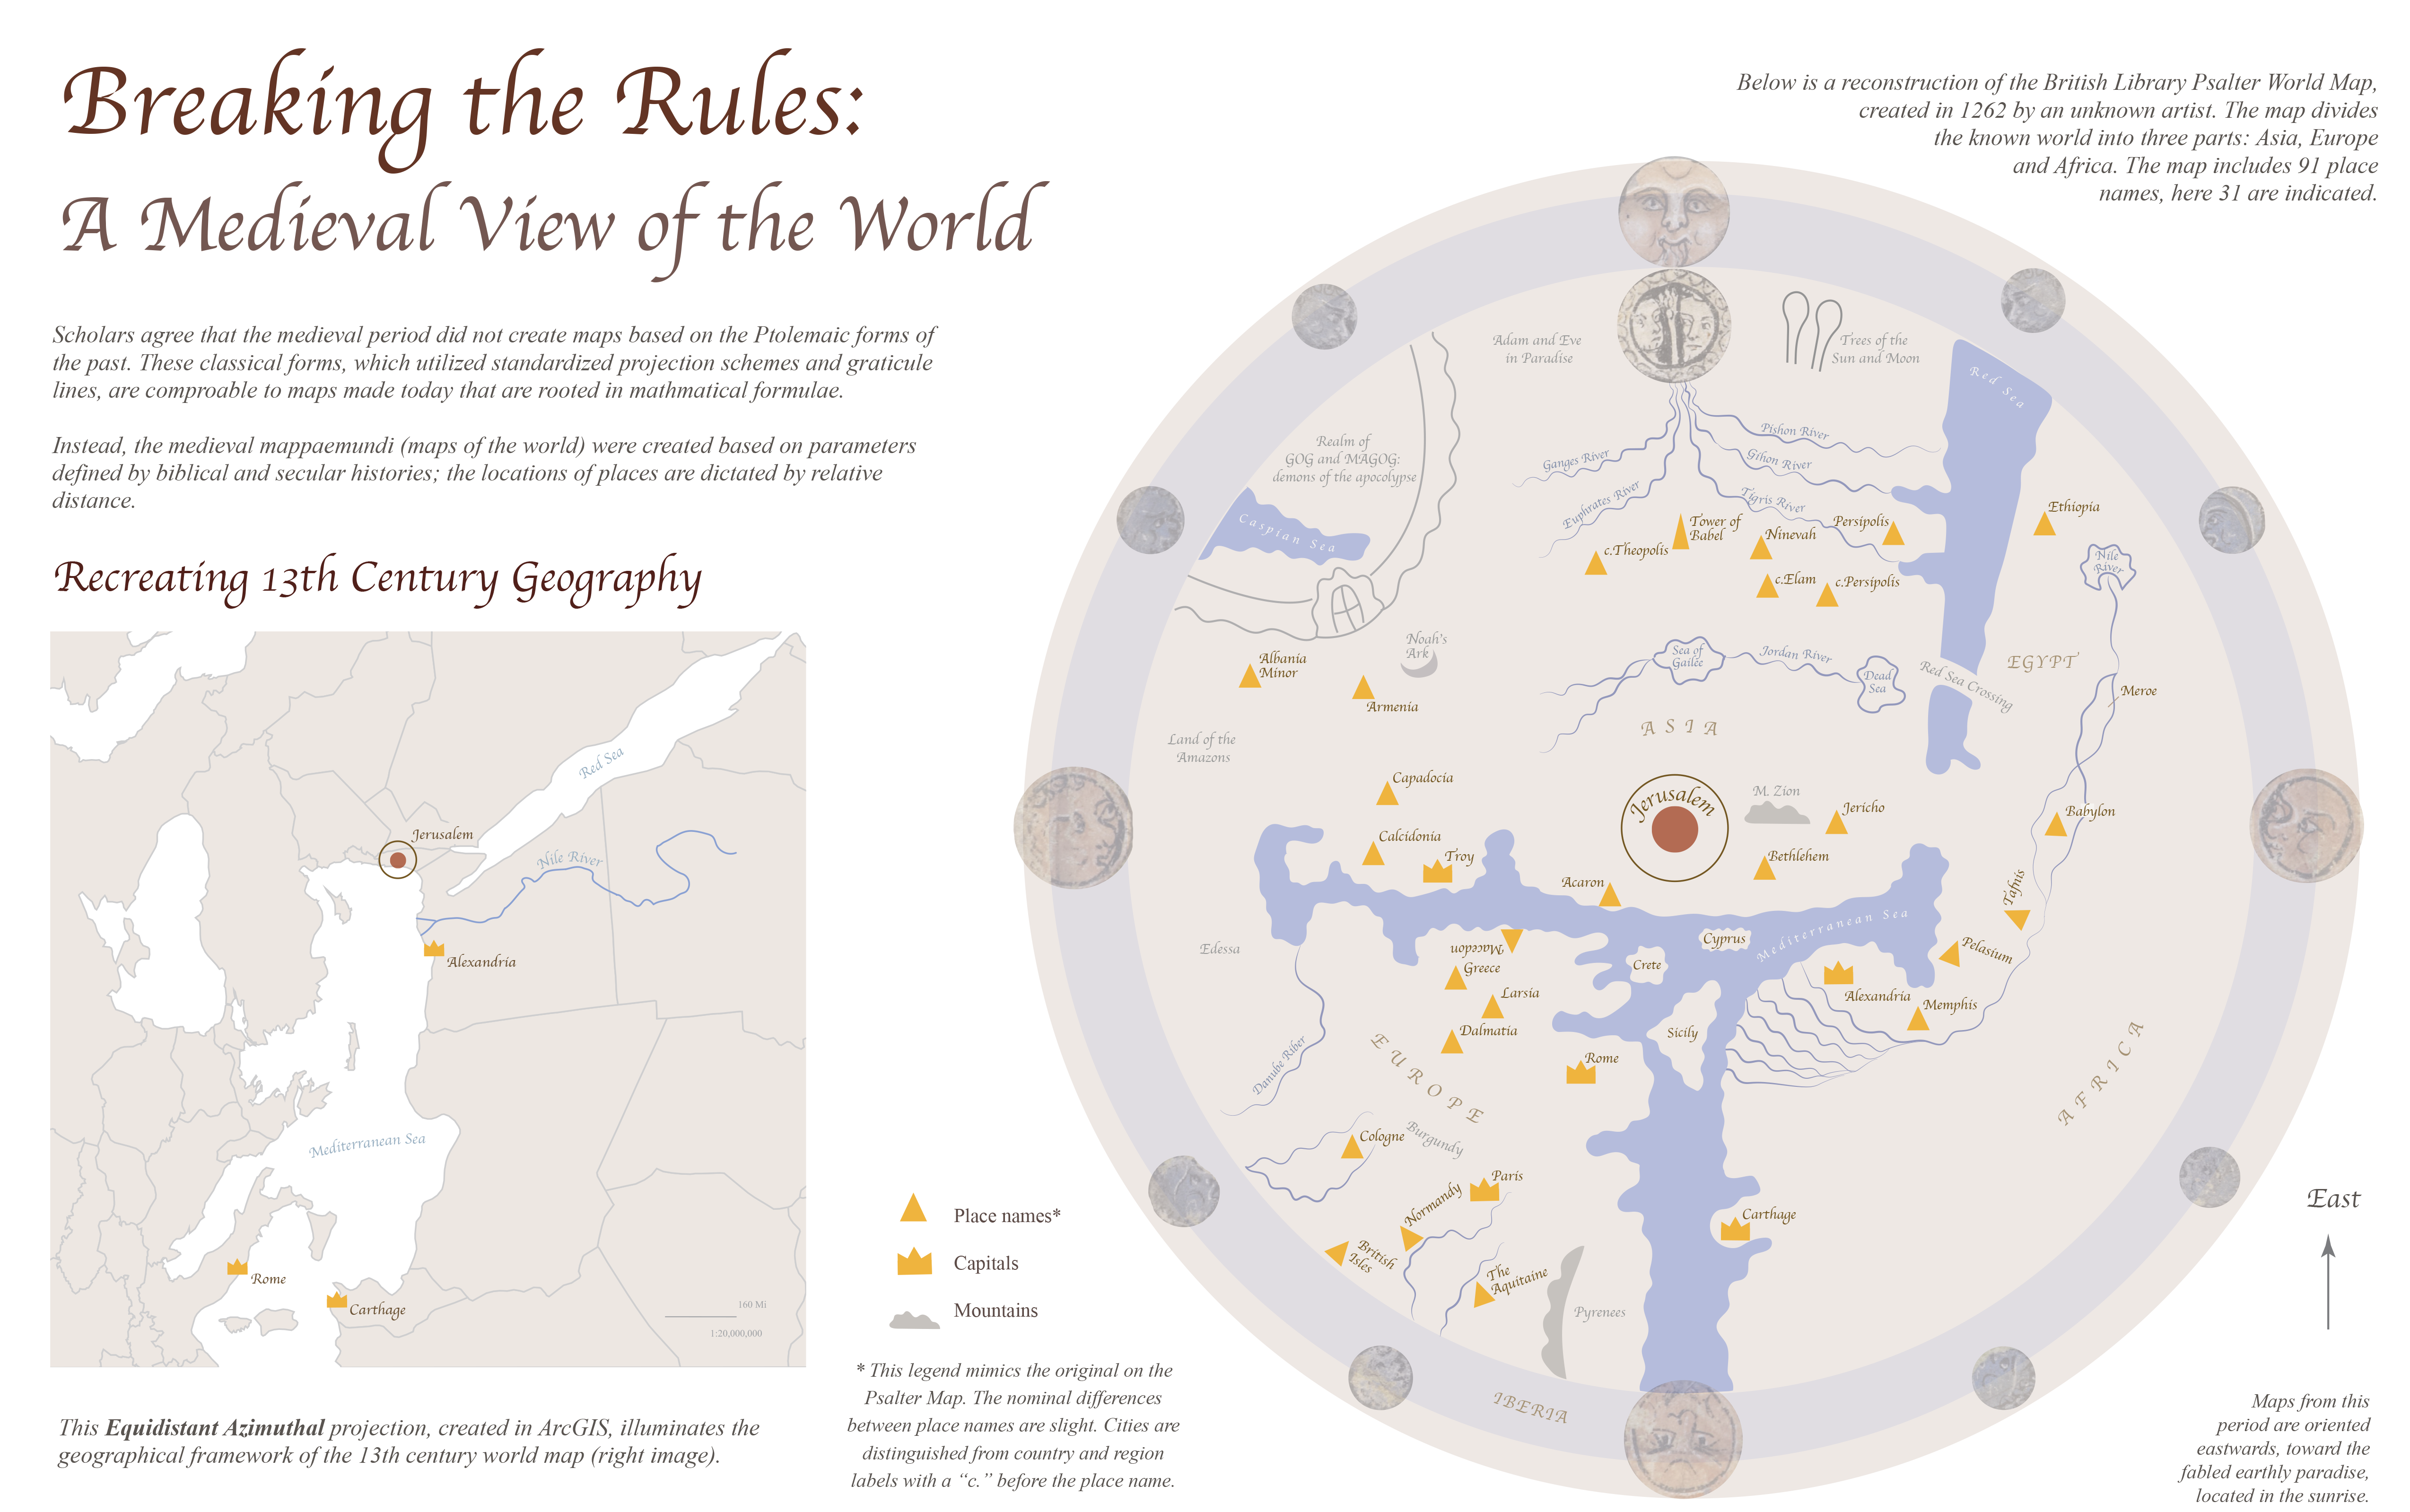 Breaking the Rules:
A Medieval View of the World
Below is a reconstruction of the British Library Psalter World Map,
created in 1262 by an unknown artist. The map divides
the known world into three parts: Asia, Europe
and Africa. The map includes 91 place
names, here 31 are indicated.
Scholars agree that the medieval period did not create maps based on the Ptolemaic forms of
the past. These classical forms, which utilized standardized projection schemes and graticule
lines, are comproable to maps made today that are rooted in mathmatical formulae.
Instead, the medieval mappaemundi (maps of the world) were created based on parameters
defined by biblical and secular histories; the locations of places are dictated by relative
distance.
Recreating 13th Century Geography
Red Sea
Jerusalem
Nile River
Alexandria
Mediterranean Sea
Rome
Carthage
160 Mi
1:20,000,000
This Equidistant Azimuthal projection, created in ArcGIS, illuminates the
geographical framework of the 13th century world map (right image).
Place names*
Capitals
Mountains
* This legend mimics the original on the
Psalter Map. The nominal differences
between place names are slight. Cities are
distinguished from country and region
labels with a “c.” before the place name.
Adam and Eve
in Paradise
Trees of the
Sun and Moon
Red Sea
Realm of
GOG and MAGOG:
demons of the apocolypse
Caspian Sea
Pishon River
Ganges River
Gihon River
Euphrates River
Tigris River
Tower of
Babel
c.Theopolis
Ninevah
Persipolis
c.Elam
c.Persipolis
Ethiopia
Nile
River
Noah's
Ark
Albania
Minor
Armenia
Sea of
Gailee
Jordan River
Dead
Sea
Red Sea Crossing
EGYPT
Meroe
ASIA
Land of the
Amazons
Capadocia
Calcidonia
Troy
Jerusalem
M. Zion
Jericho
Bethlehem
Babylon
Acaron
Tafnis
Edessa
Macedon
Greece
Larsia
Dalmatia
Crete
Cyprus
Mediterranean Sea
Pelasium
Alexandria
Memphis
Sicily
Rome
Danube Riber
EUROPE
AFRICA
Cologne
Burgundy
Paris
Normandy
British
Isles
The
Aquitaine
Carthage
Pyrenees
IBERIA
East
Maps from this
period are oriented
eastwards, toward the
fabled earthly paradise,
located in the sunrise.